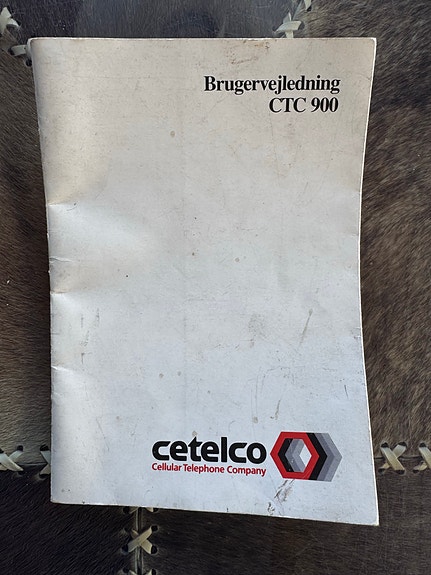 Brugervejledning
CTC 900
cetelco
Cellular Telephone Company